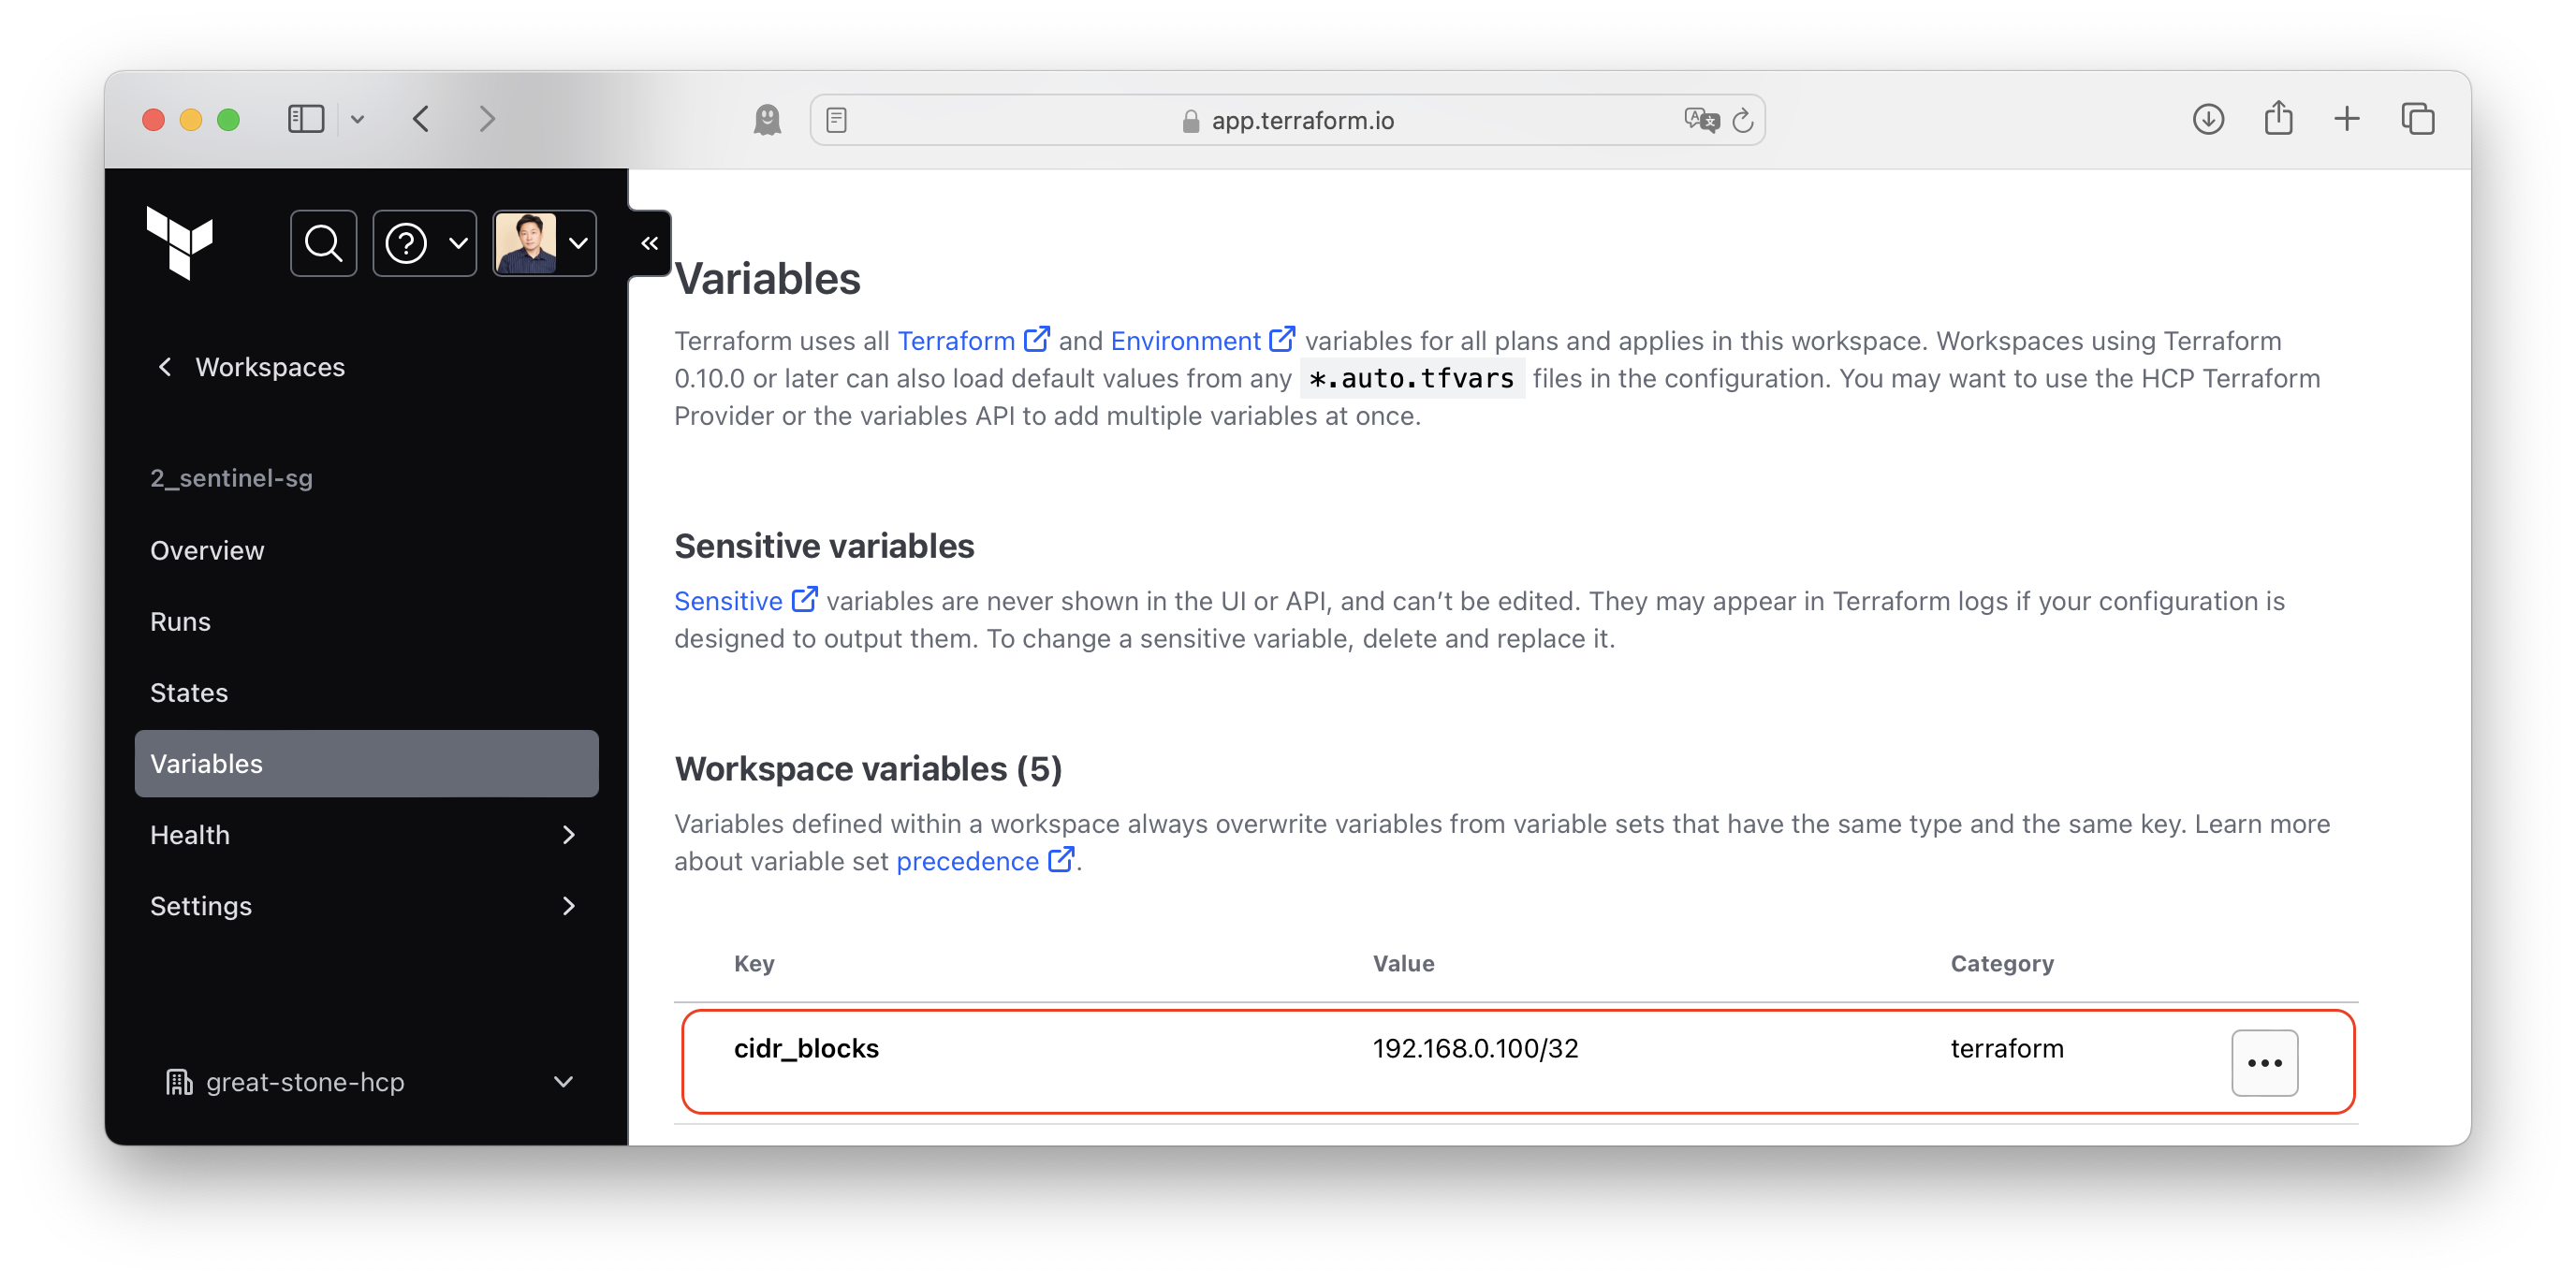 app.terraform.io
Workspaces
2_sentinel-sg
Overview
Runs
States
Variables
Health
Settings
great-stone-hcp
Variables
Terraform uses all Terraform and Environment variables for all plans and applies in this workspace. Workspaces using Terraform
0.10.0 or later can also load default values from any *.auto.tfvars files in the configuration. You may want to use the HCP Terraform
Provider or the variables API to add multiple variables at once.
Sensitive variables
Sensitive variables are never shown in the UI or API, and can’t be edited. They may appear in Terraform logs if your configuration is
designed to output them. To change a sensitive variable, delete and replace it.
Workspace variables (5)
Variables defined within a workspace always overwrite variables from variable sets that have the same type and the same key. Learn more
about variable set precedence.
Key Value Category
cidr_blocks 192.168.0.100/32 terraform